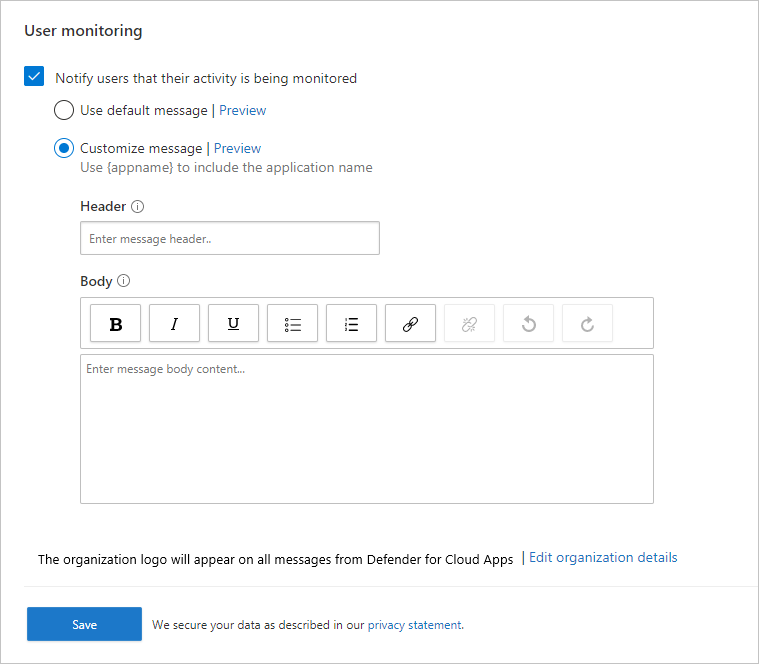 User monitoring
Notify users that their activity is being monitored
Use default message | Preview
Customize message | Preview
Use {appname} to include the application name
Header
Enter message header..
Body
B I U
Enter message body content...
The organization logo will appear on all messages from Defender for Cloud Apps | Edit organization details
Save We secure your data as described in our privacy statement.